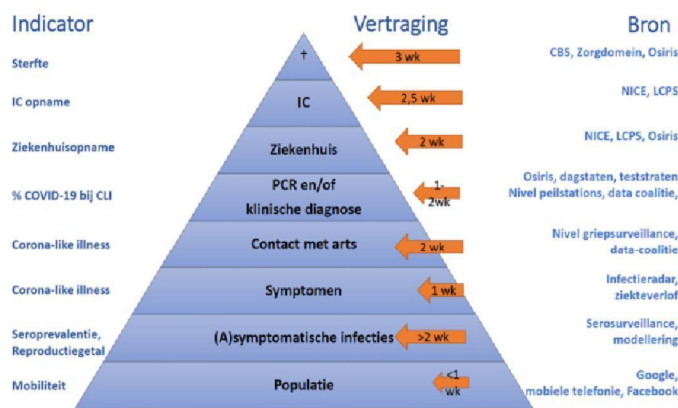 Indicator Vertraging Bron
Sterfte † 3 wk CBS, Zorgdomein, Osiris
IC opname IC 2,5 wk NICE, LCPS
Ziekenhuisopname Ziekenhuis 2 wk NICE, LCPS, Osiris
% COVID-19 bij CLI PCR en/of 1- Osiris, dagstaten, teststraten
klinische diagnose 2wk Nivel peilstations, data coalitie,
Corona-like illness Contact met arts 2 wk Nivel griepsurveillance,
data-coalitie
Corona-like illness Symptomen 1 wk Infectieradar,
ziekteverlof
Seroprevalentie, (A)symptomatische infecties >2 wk Serosurveillance,
Reproductiegetal modellering
Mobiliteit Populatie <1 Google,
wk mobiele telefonie, Facebook